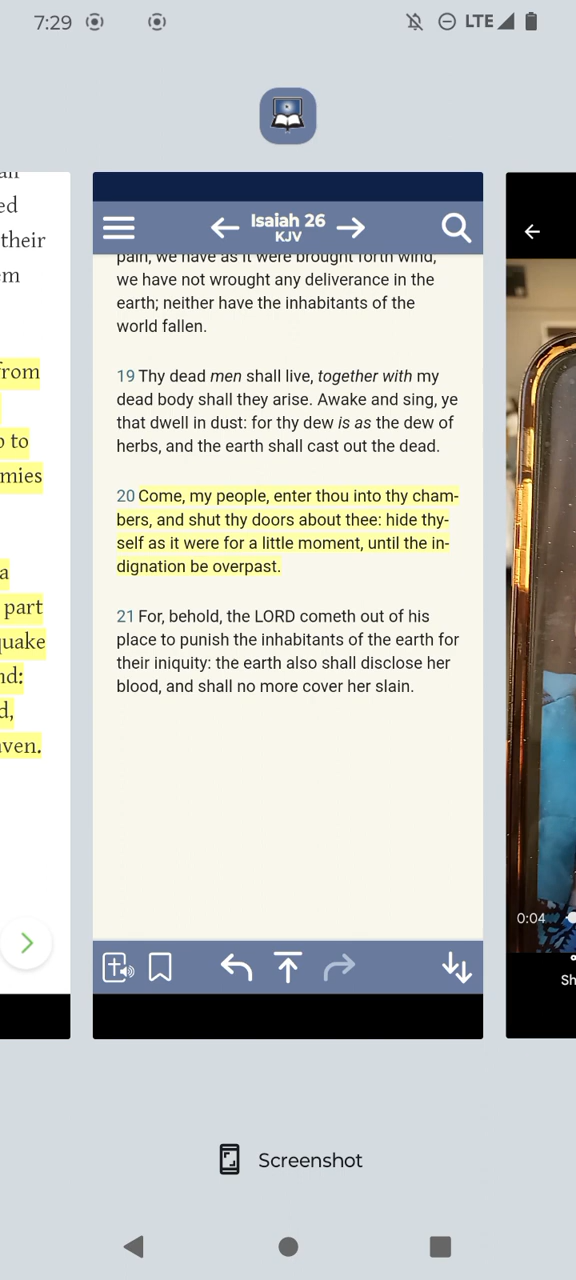 7:29
LTE
ed
their
em
from
to
mies
a
part
quake
nd:
d,
ven.
Isaiah 26
KJV
pain, we have as it were brought forth wind,
we have not wrought any deliverance in the
earth; neither have the inhabitants of the
world fallen.
19 Thy dead men shall live, together with my
dead body shall they arise. Awake and sing, ye
that dwell in dust: for thy dew is as the dew of
herbs, and the earth shall cast out the dead.
20 Come, my people, enter thou into thy cham-
bers, and shut thy doors about thee: hide thy-
self as it were for a little moment, until the in-
dignation be overpast.
21 For, behold, the LORD cometh out of his
place to punish the inhabitants of the earth for
their iniquity: the earth also shall disclose her
blood, and shall no more cover her slain.
0:04
Sh
Screenshot